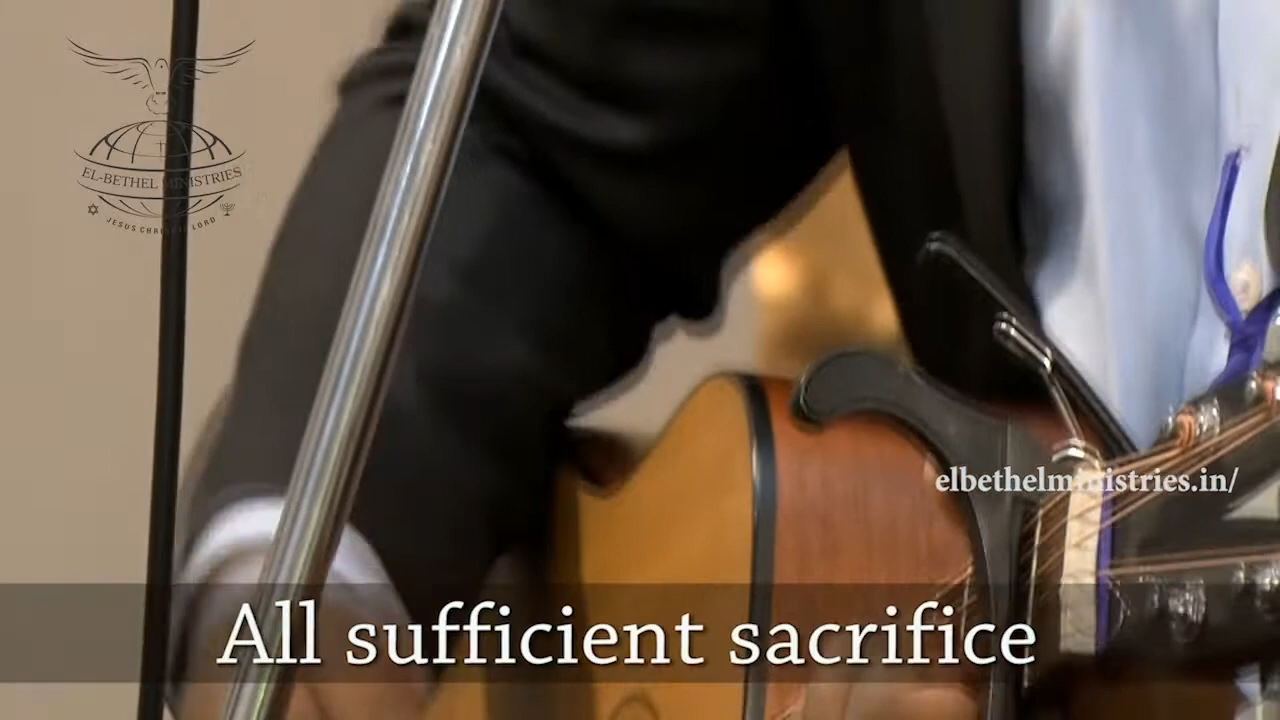 EL-BETHEL MINISTRIES
JESUS CHRIST IS LORD
elbethelministries.in/
All sufficient sacrifice